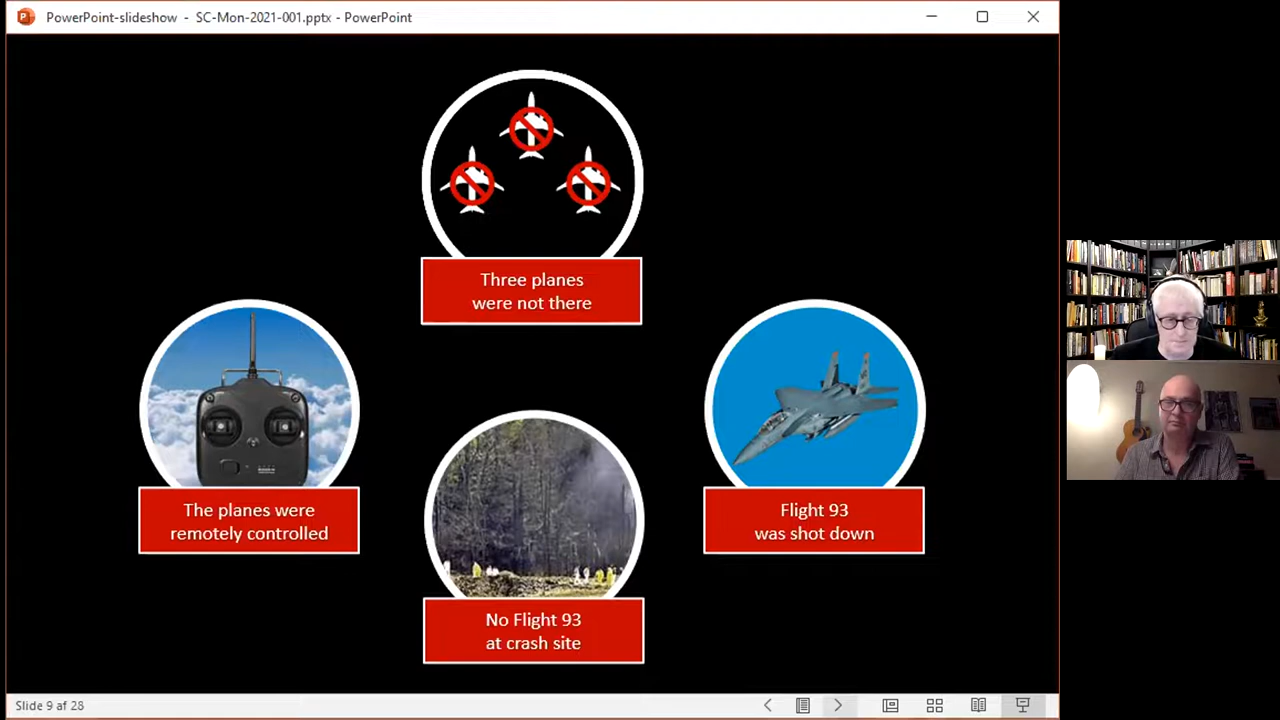 PowerPoint-slideshow - SC-Mon-2021-001.pptx - PowerPoint
Three planes
were not there
The planes were
remotely controlled
Flight 93
was shot down
No Flight 93
at crash site
Slide 9 af 28